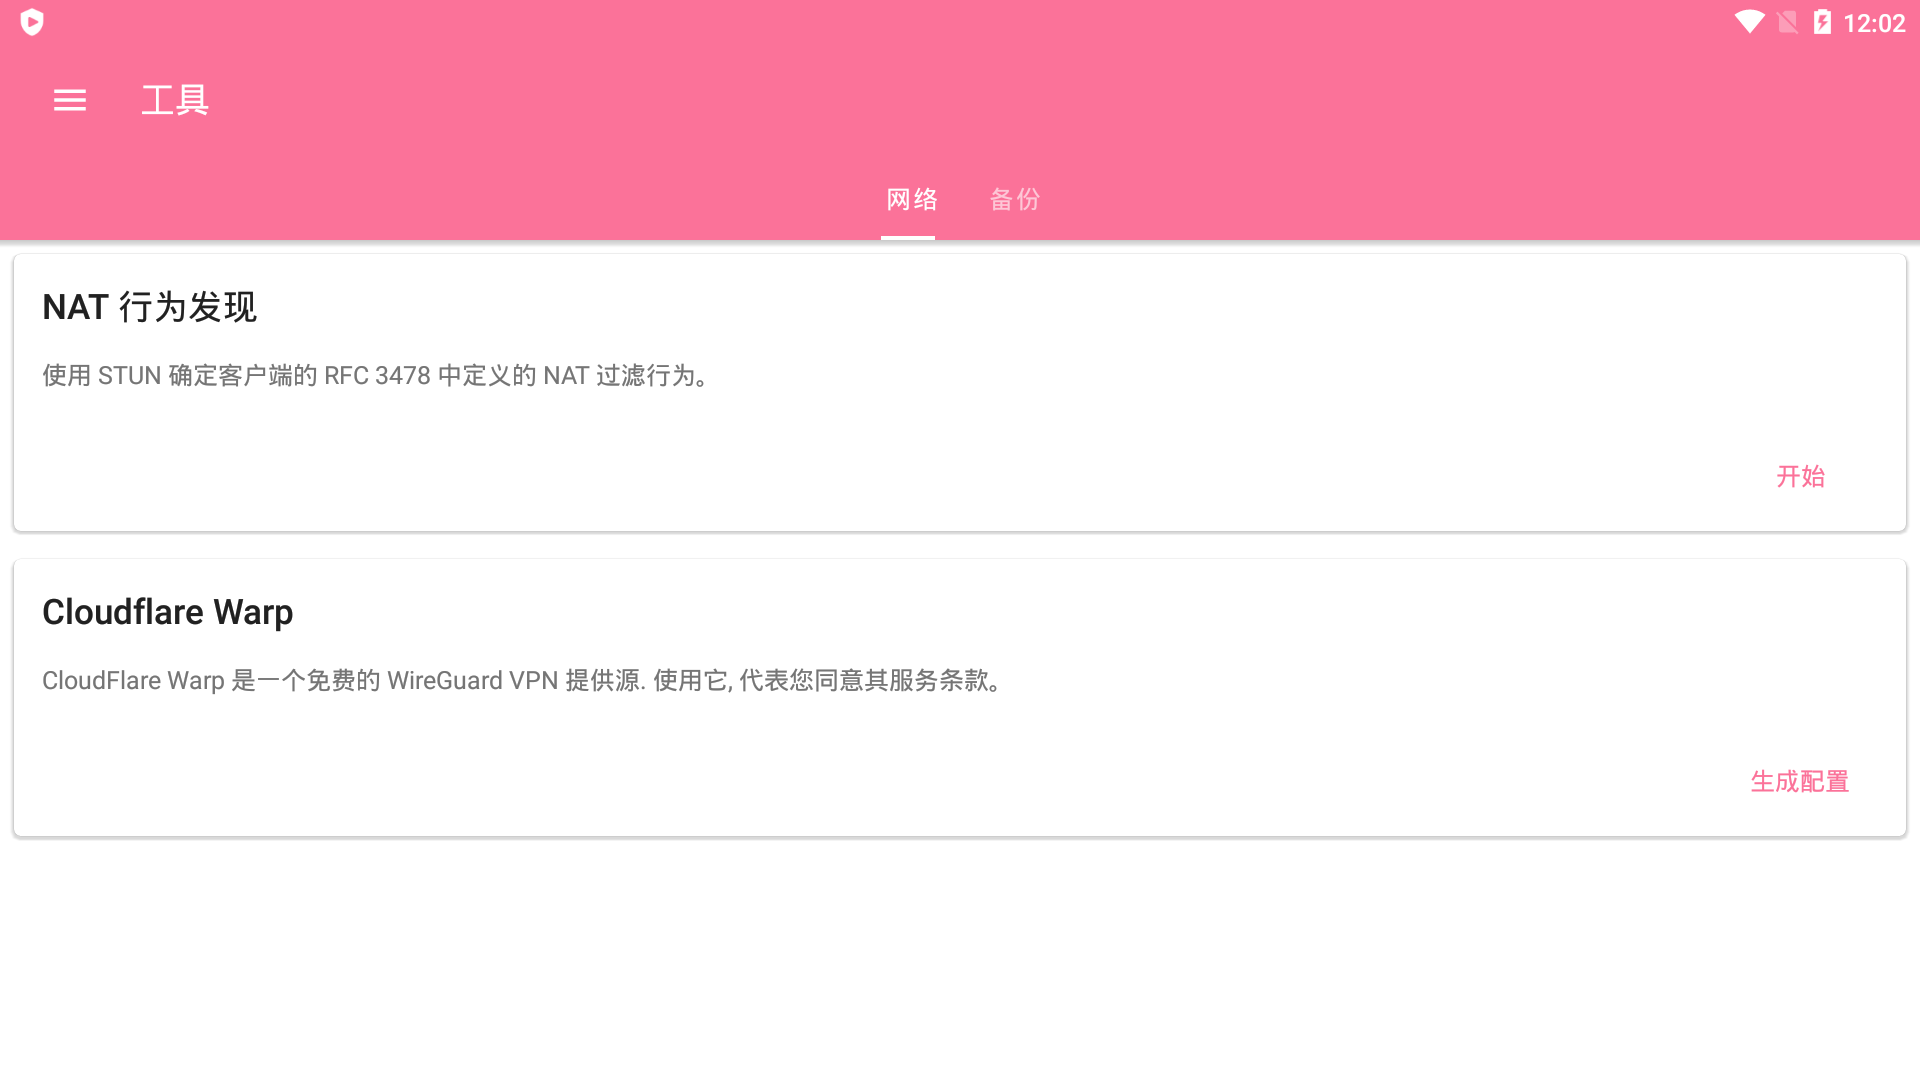 12:02
工具
网络 备份
NAT 行为发现
使用 STUN 确定客户端的 RFC 3478 中定义的 NAT 过滤行为。
开始
Cloudflare Warp
CloudFlare Warp 是一个免费的 WireGuard VPN 提供源. 使用它, 代表您同意其服务条款。
生成配置